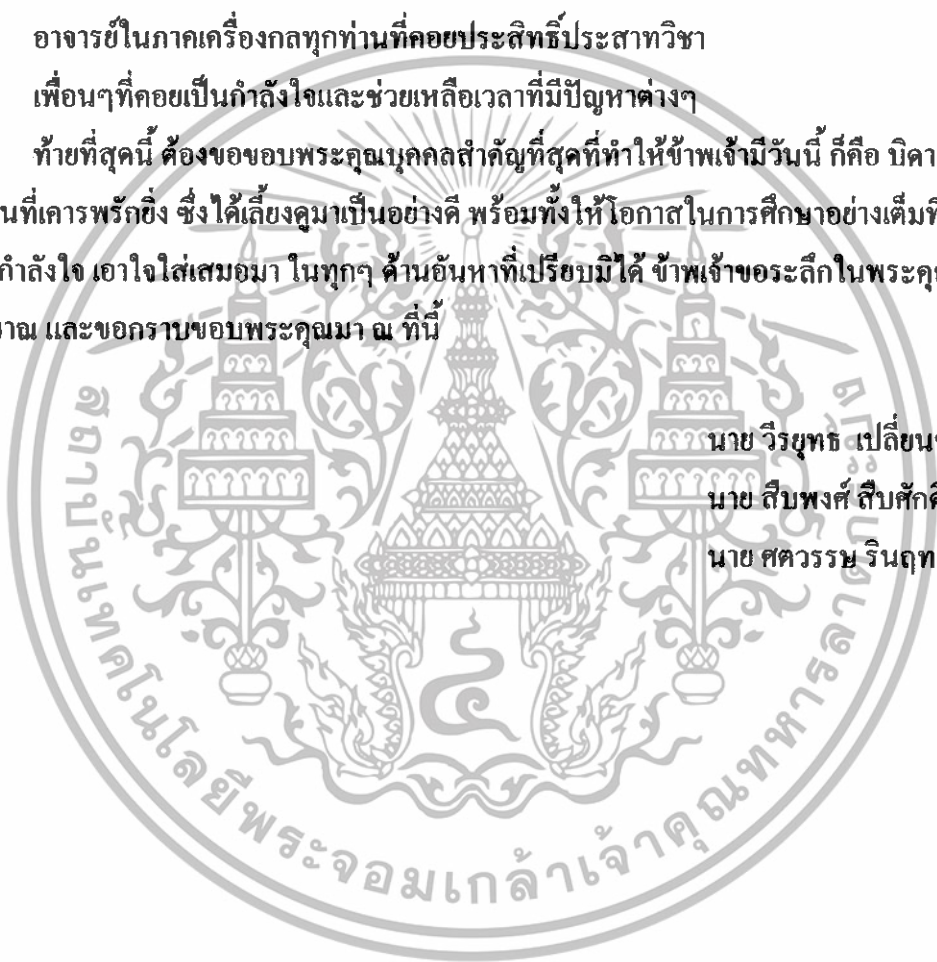 อาจารย์ในภาคเครื่องกลทุกท่านที่คอยประสิทธิ์ประสาทวิชา
เพื่อนๆที่คอยเป็นกำลังใจและช่วยเหลือเวลาที่มีปัญหาต่างๆ
ท้ายที่สุดนี้ ต้องขอขอบพระคุณบุคคลสำคัญที่สุดที่ทำให้ข้าพเจ้ามีวันนี้ ก็คือ บิดา
นที่เคารพรักยิ่ง ซึ่งได้เลี้ยงดูมาเป็นอย่างดี พร้อมทั้งให้โอกาสในการศึกษาอย่างเต็มที
กำลังใจ เอาใจใส่เสมอมา ในทุกๆ ด้านอันหาที่เปรียบมิได้ ข้าพเจ้าขอระลึกในพระคุ
าณ และขอกราบขอบพระคุณมา ณ ที่นี้
นาย วีรยุทธ เปลี่ยน
นาย สืบพงศ์ สืบศักดิ
นาย ศตวรรษ รินฤท
สถาบันเทคโนโลยีพระจอมเกล้าเจ้าคุณทหารลาดกระบัง